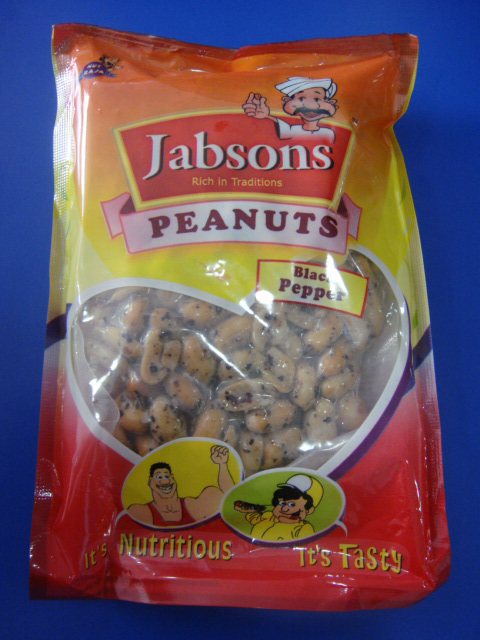 Jabsons
Rich in Traditions
PEANUTS
Black
Pepper
It's Nutritious
It's Tasty